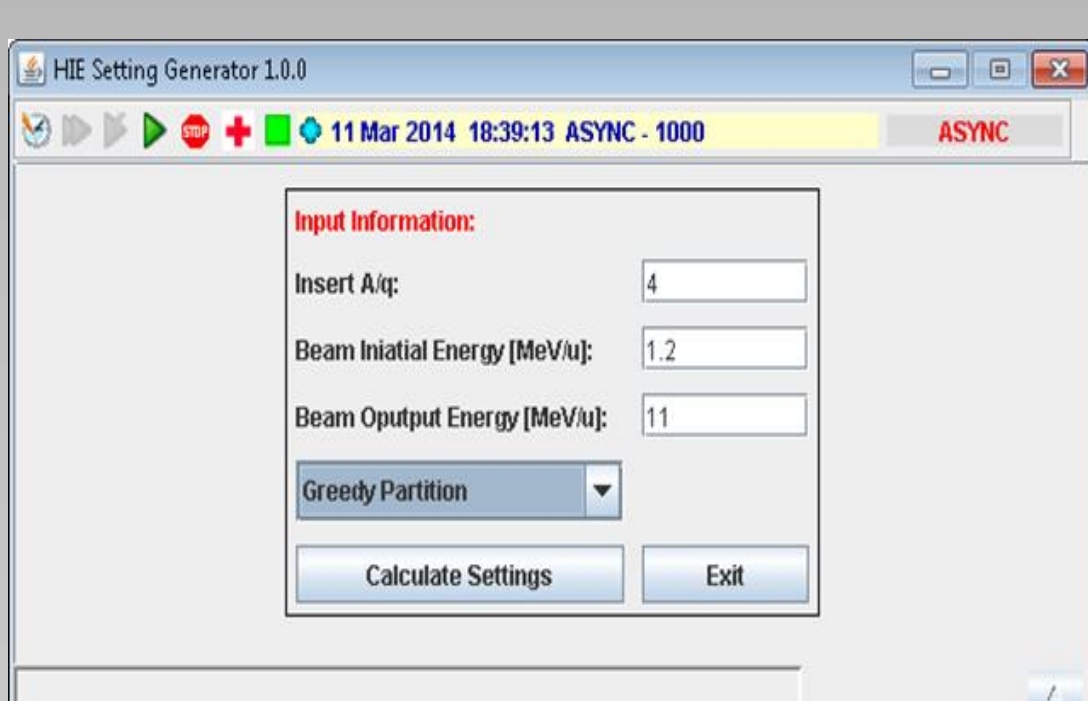 HIE Setting Generator 1.0.0
STOP 11 Mar 2014 18:39:13 ASYNC - 1000 ASYNC
Input Information:
Insert A/q: 4
Beam Iniatial Energy [MeV/u]: 1.2
Beam Oputput Energy [MeV/u]: 11
Greedy Partition
Calculate Settings Exit